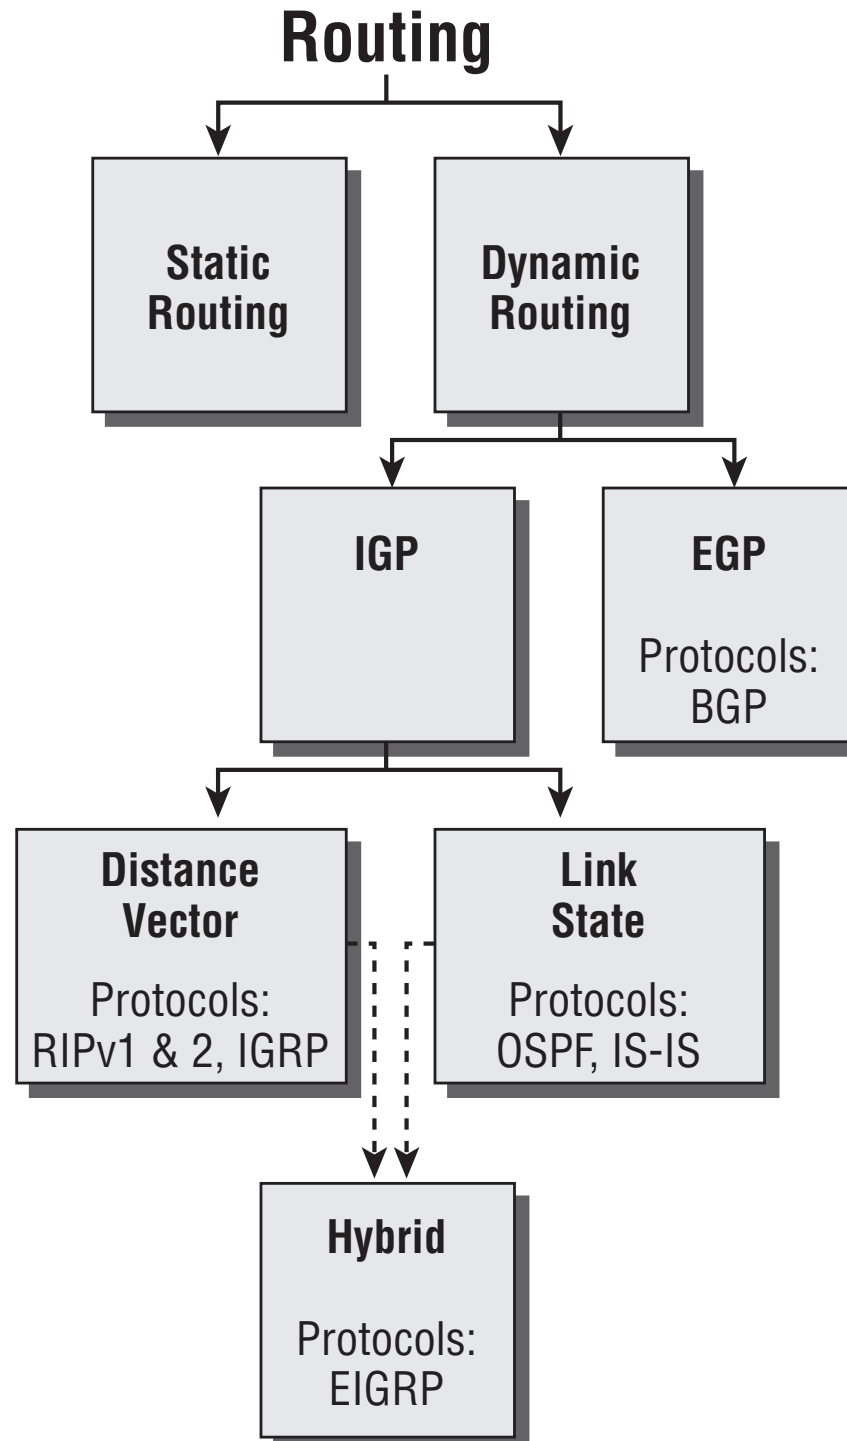 Routing
Static
Routing
Dynamic
Routing
IGP
EGP
Protocols:
BGP
Distance
Vector
Protocols:
RIPv1 & 2, IGRP
Link
State
Protocols:
OSPF, IS-IS
Hybrid
Protocols:
EIGRP